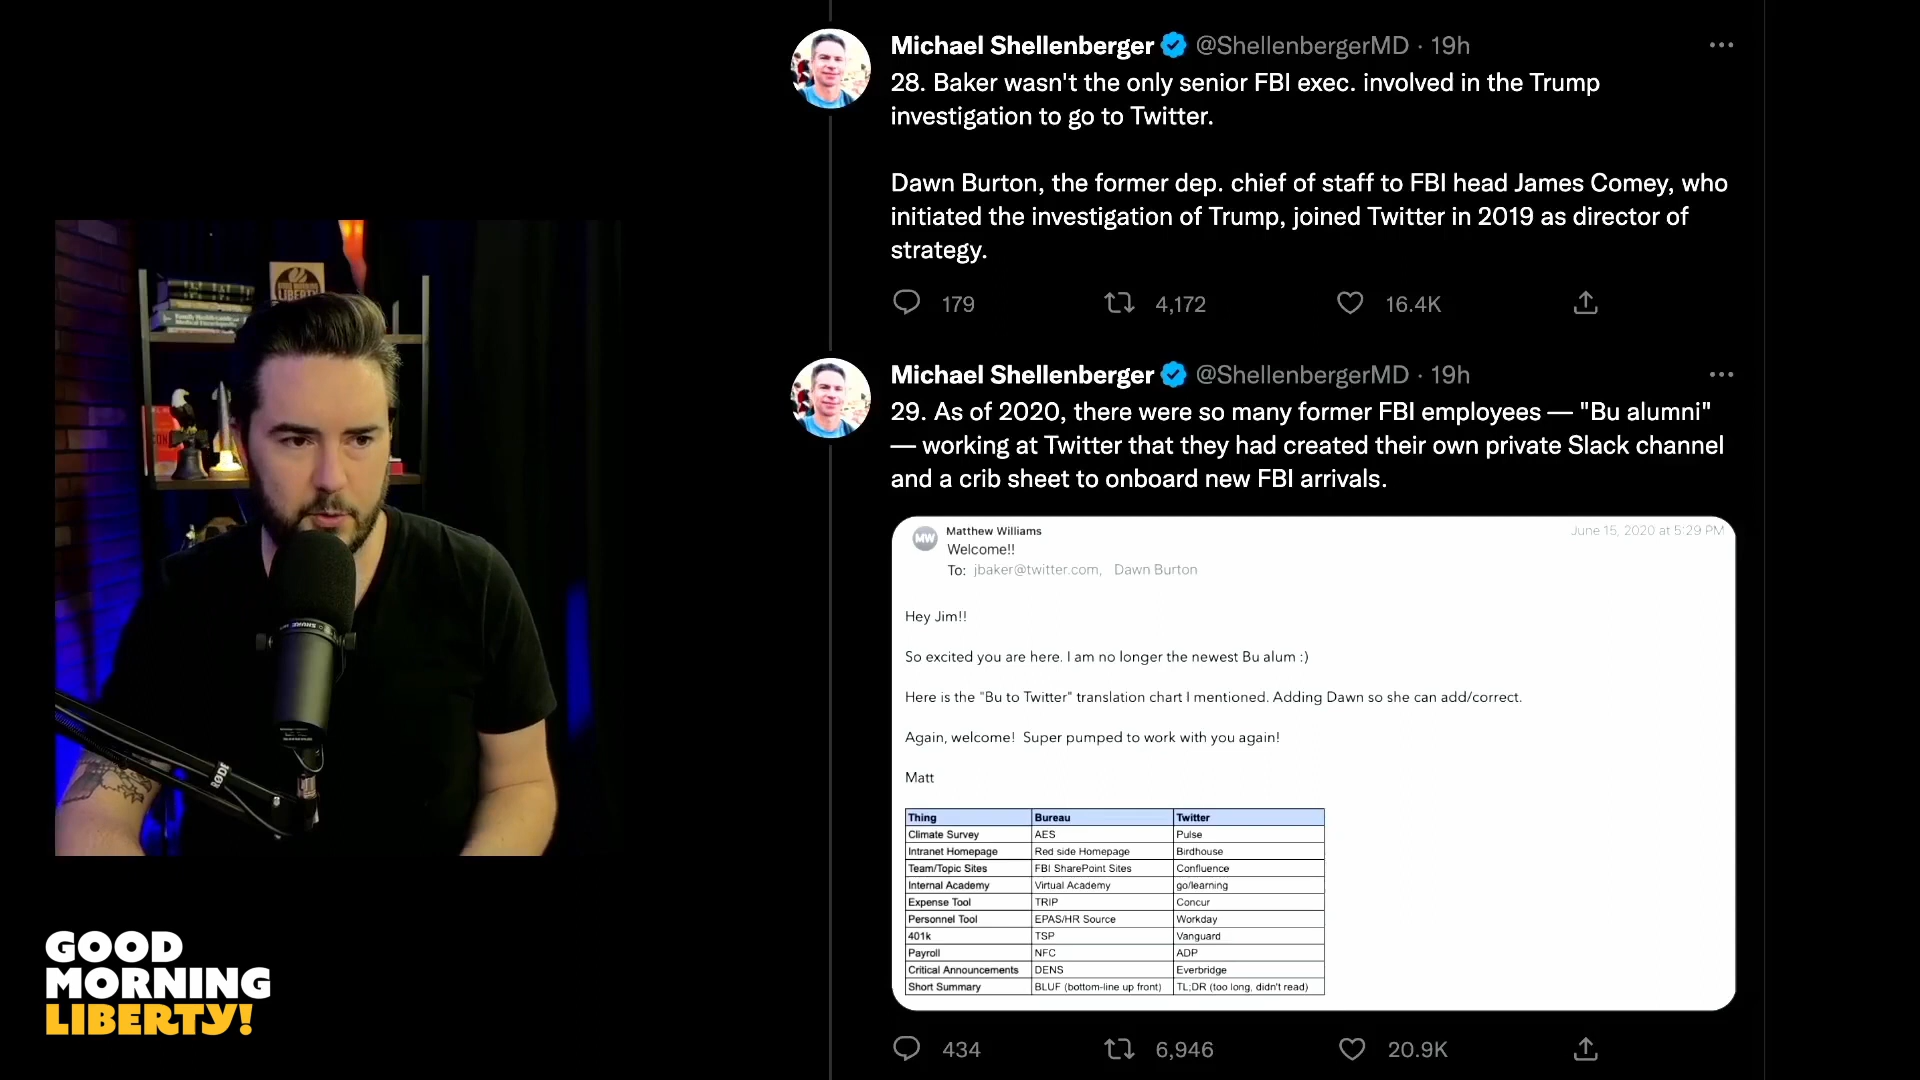 Michael Shellenberger @ShellenbergerMD · 19h
28. Baker wasn't the only senior FBI exec. involved in the Trump
investigation to go to Twitter.
Dawn Burton, the former dep. chief of staff to FBI head James Comey, who
initiated the investigation of Trump, joined Twitter in 2019 as director of
strategy.
179 4,172 16.4K
Michael Shellenberger @ShellenbergerMD · 19h
29. As of 2020, there were so many former FBI employees — "Bu alumni"
— working at Twitter that they had created their own private Slack channel
and a crib sheet to onboard new FBI arrivals.
MW Matthew Williams June 15, 2020 at 5:29 PM
Welcome!!
To: jbaker@twitter.com, Dawn Burton
Hey Jim!!
So excited you are here. I am no longer the newest Bu alum :)
Here is the "Bu to Twitter" translation chart I mentioned. Adding Dawn so she can add/correct.
Again, welcome! Super pumped to work with you again!
Matt
Thing Bureau Twitter
Climate Survey AES Pulse
Intranet Homepage Red side Homepage Birdhouse
Team/Topic Sites FBI SharePoint Sites Confluence
Internal Academy Virtual Academy go/learning
Expense Tool TRIP Concur
Personnel Tool EPAS/HR Source Workday
401k TSP Vanguard
Payroll NFC ADP
Critical Announcements DENS Everbridge
Short Summary BLUF (bottom-line up front) TL;DR (too long, didn't read)
434 6,946 20.9K
GOOD MORNING
LIBERTY
SHURE
RØDE
GOOD
MORNING
LIBERTY!